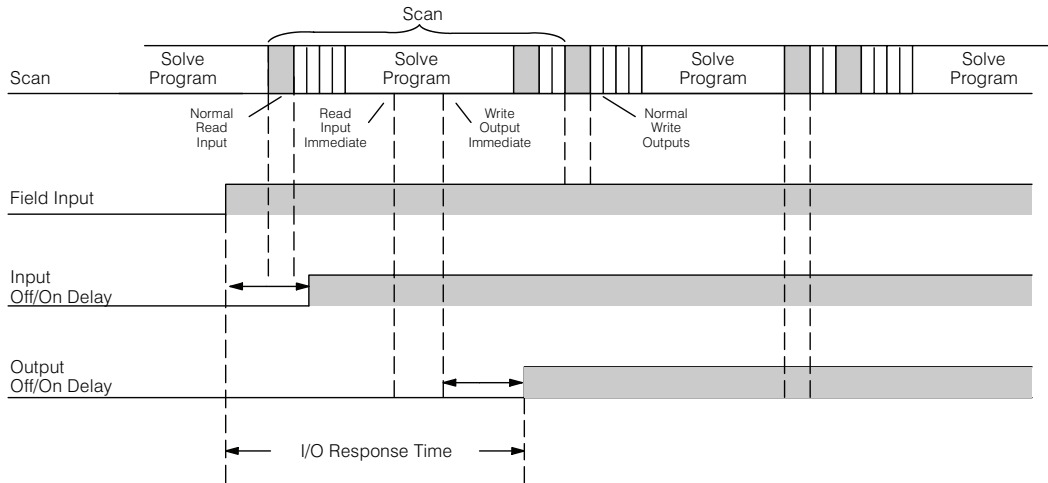 Scan
Scan
Solve
Program
Solve
Program
Solve
Program
Solve
Program
Normal
Read
Input
Read
Input
Immediate
Write
Output
Immediate
Normal
Write
Outputs
Field Input
Input
Off/On Delay
Output
Off/On Delay
I/O Response Time